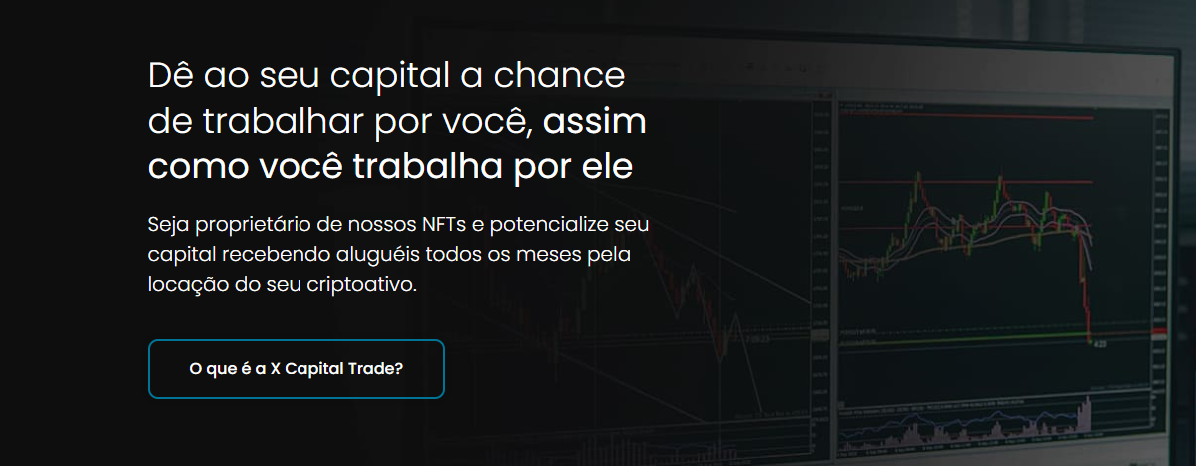 Dê ao seu capital a chance
de trabalhar por você, assim
como você trabalha por ele
Seja proprietário de nossos NFTs e potencialize seu
capital recebendo aluguéis todos os meses pela
locação do seu criptoativo.
O que é a X Capital Trade?